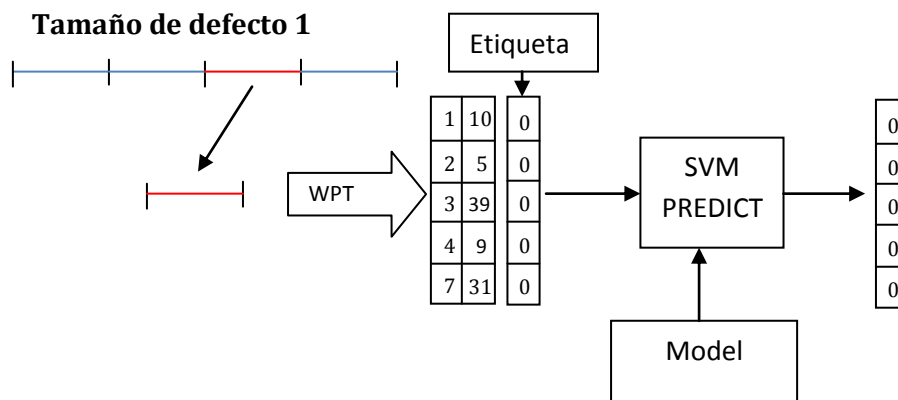 Tamaño de defecto 1
Etiqueta
WPT
1 10 0
2 5 0
3 39 0
4 9 0
7 31 0
SVM
PREDICT
Model
0
0
0
0
0